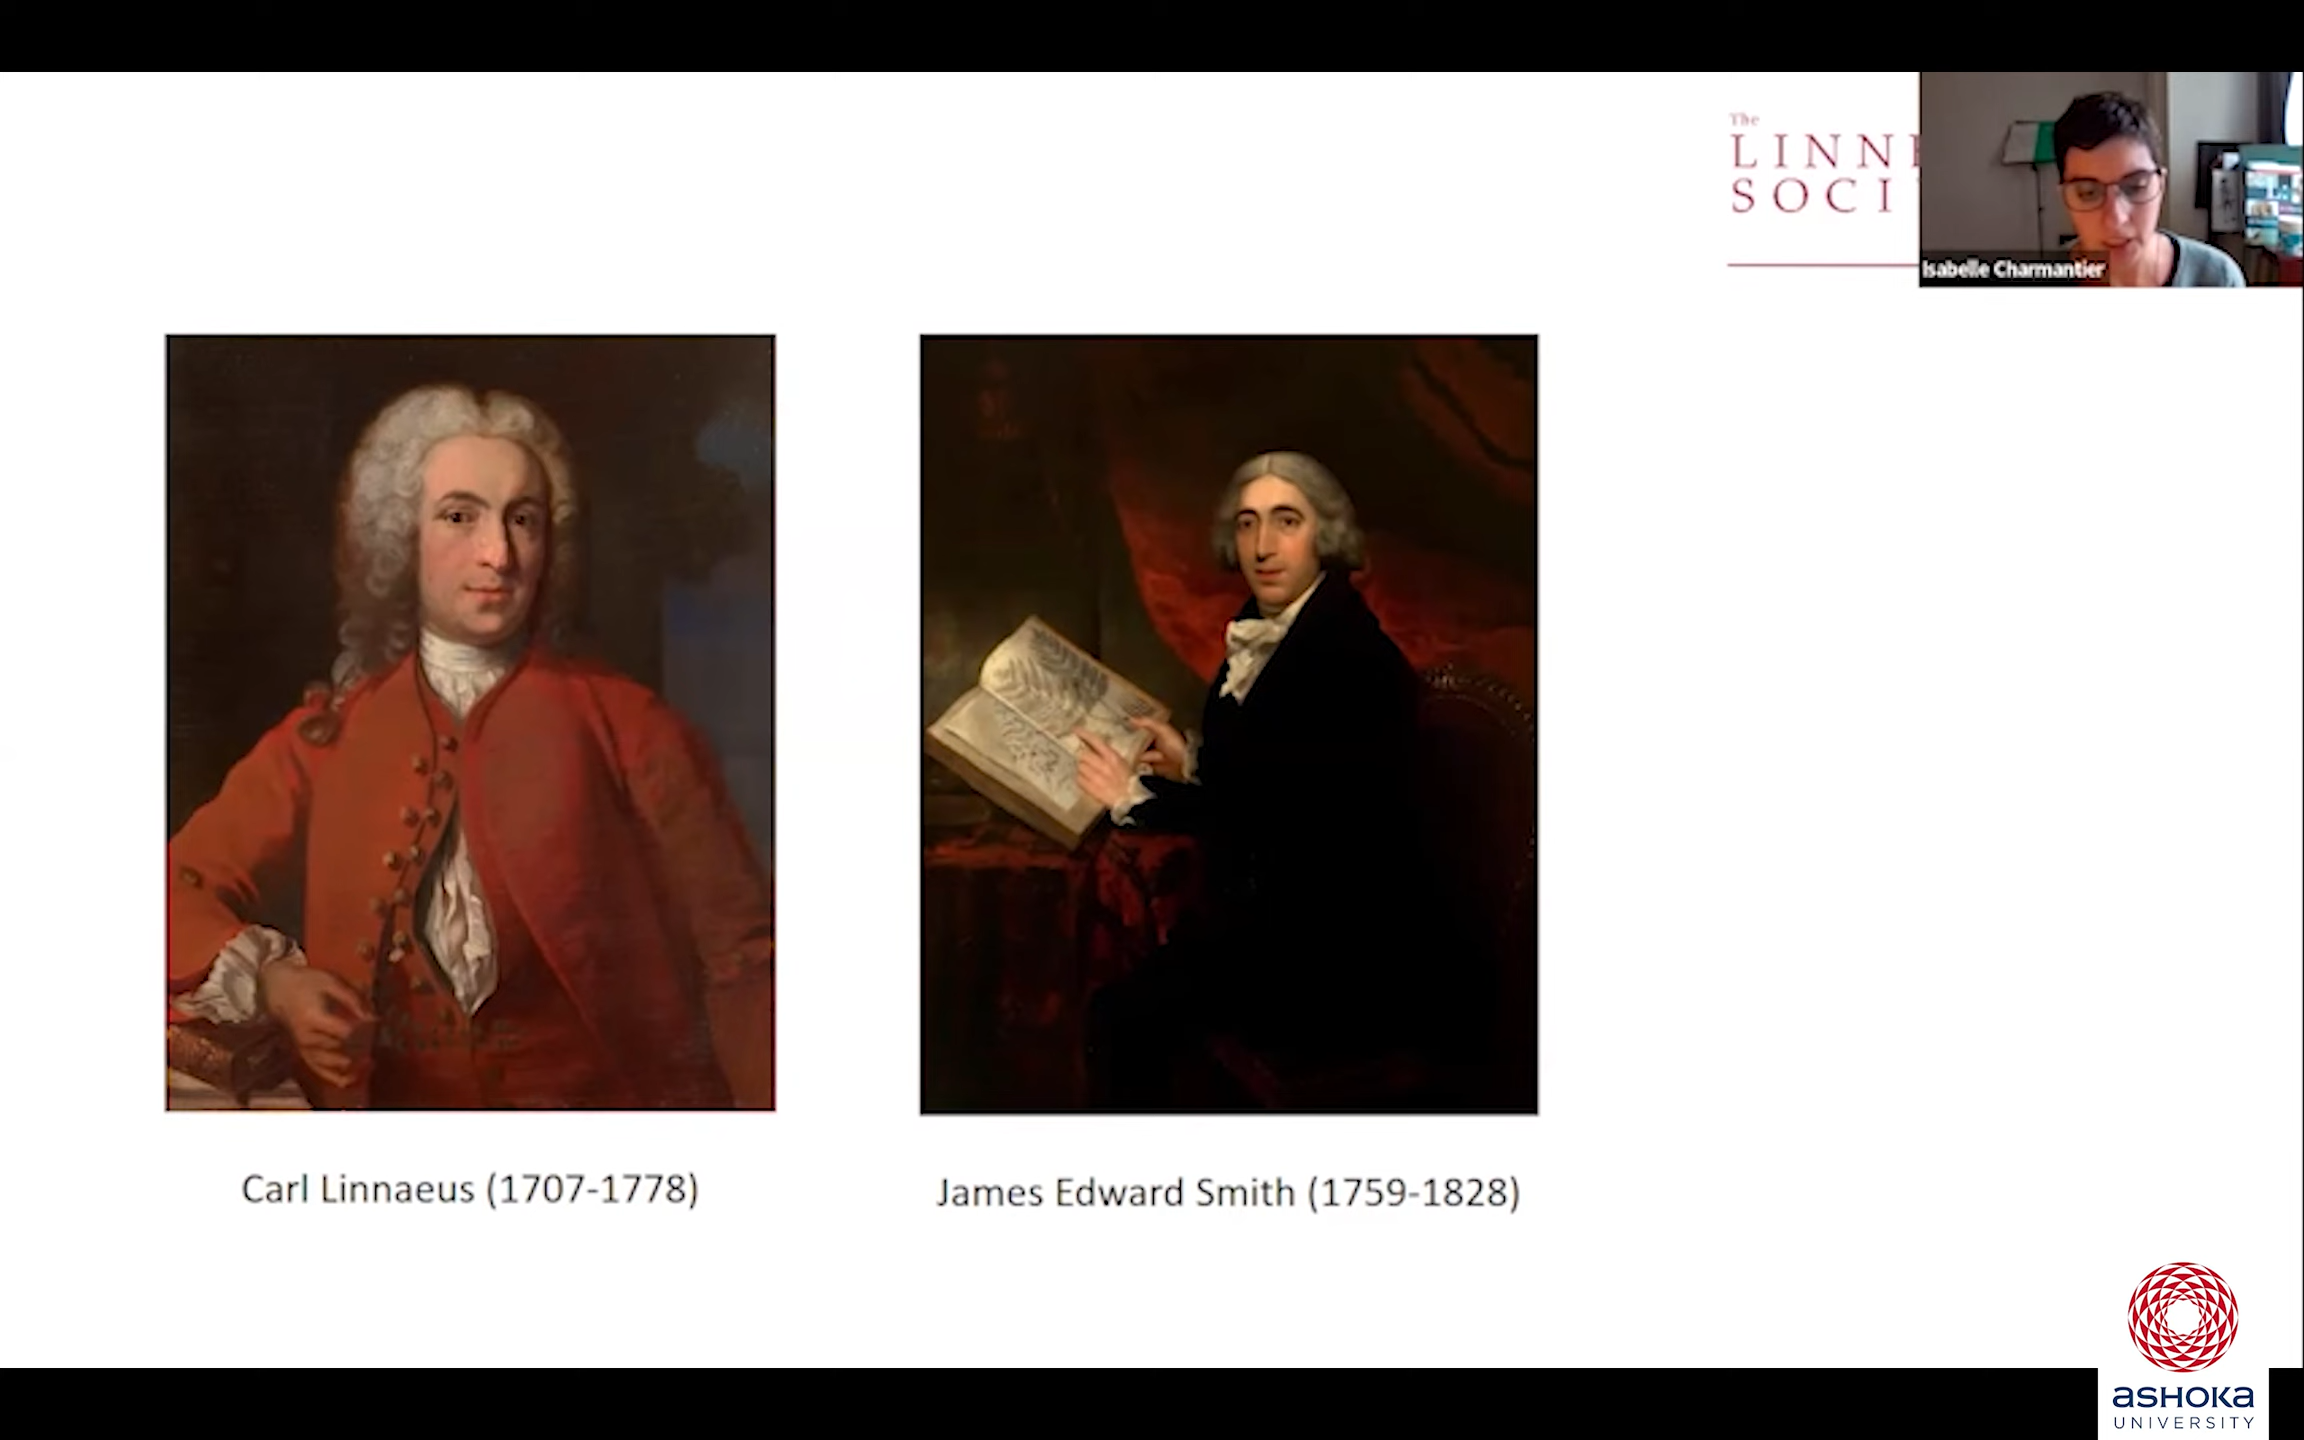 The
LINN
SOCI
Isabelle Charmantier
Carl Linnaeus (1707-1778)
James Edward Smith (1759-1828)
ASHOKA
UNIVERSITY